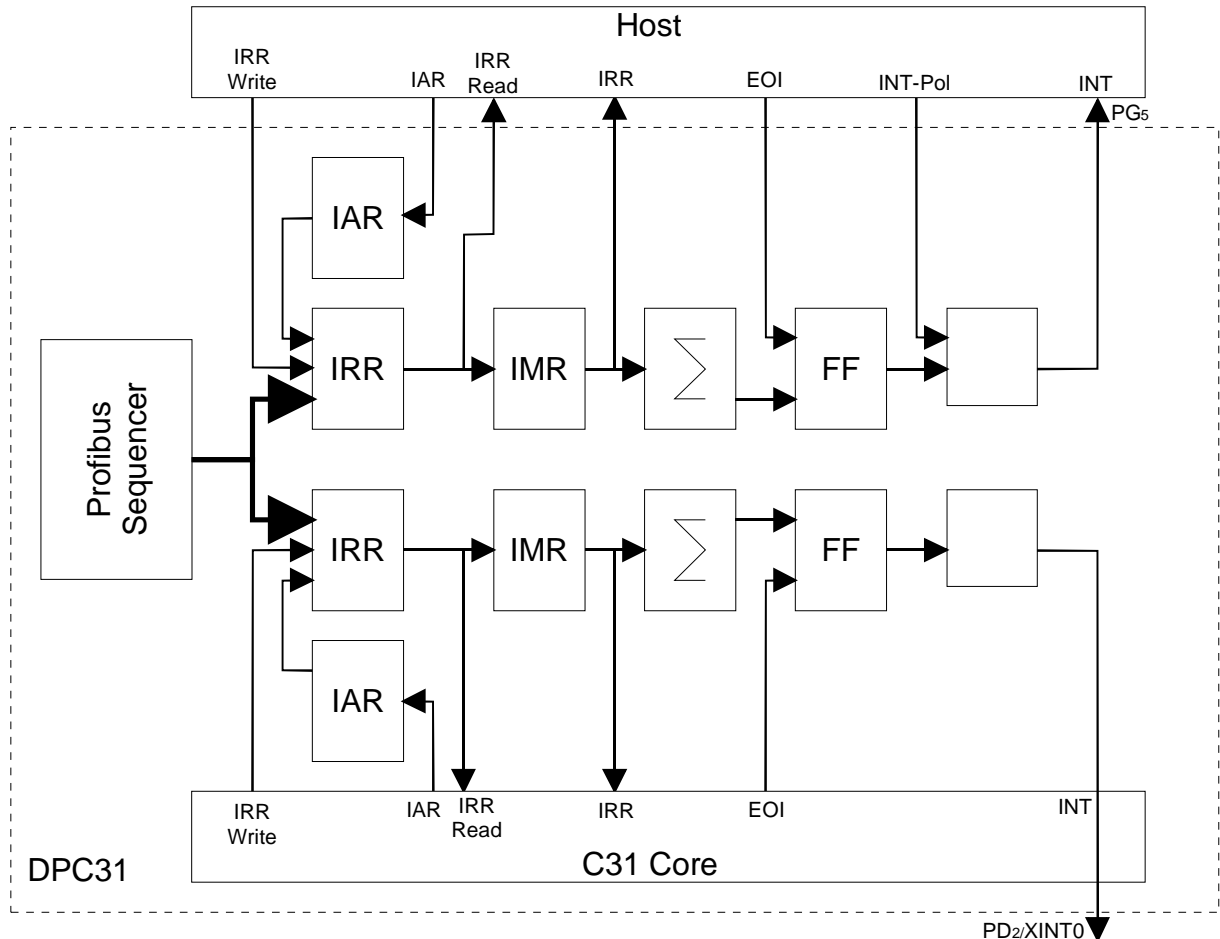 Host
IRR
Write
IAR
IRR
Read
IRR
EOI
INT-Pol
INT
PG5
IAR
IRR
IMR
∑
FF
Profibus
Sequencer
IRR
IMR
∑
FF
IAR
IRR
Write
IAR
IRR
Read
IRR
EOI
INT
C31 Core
DPC31
PD2/XINT0